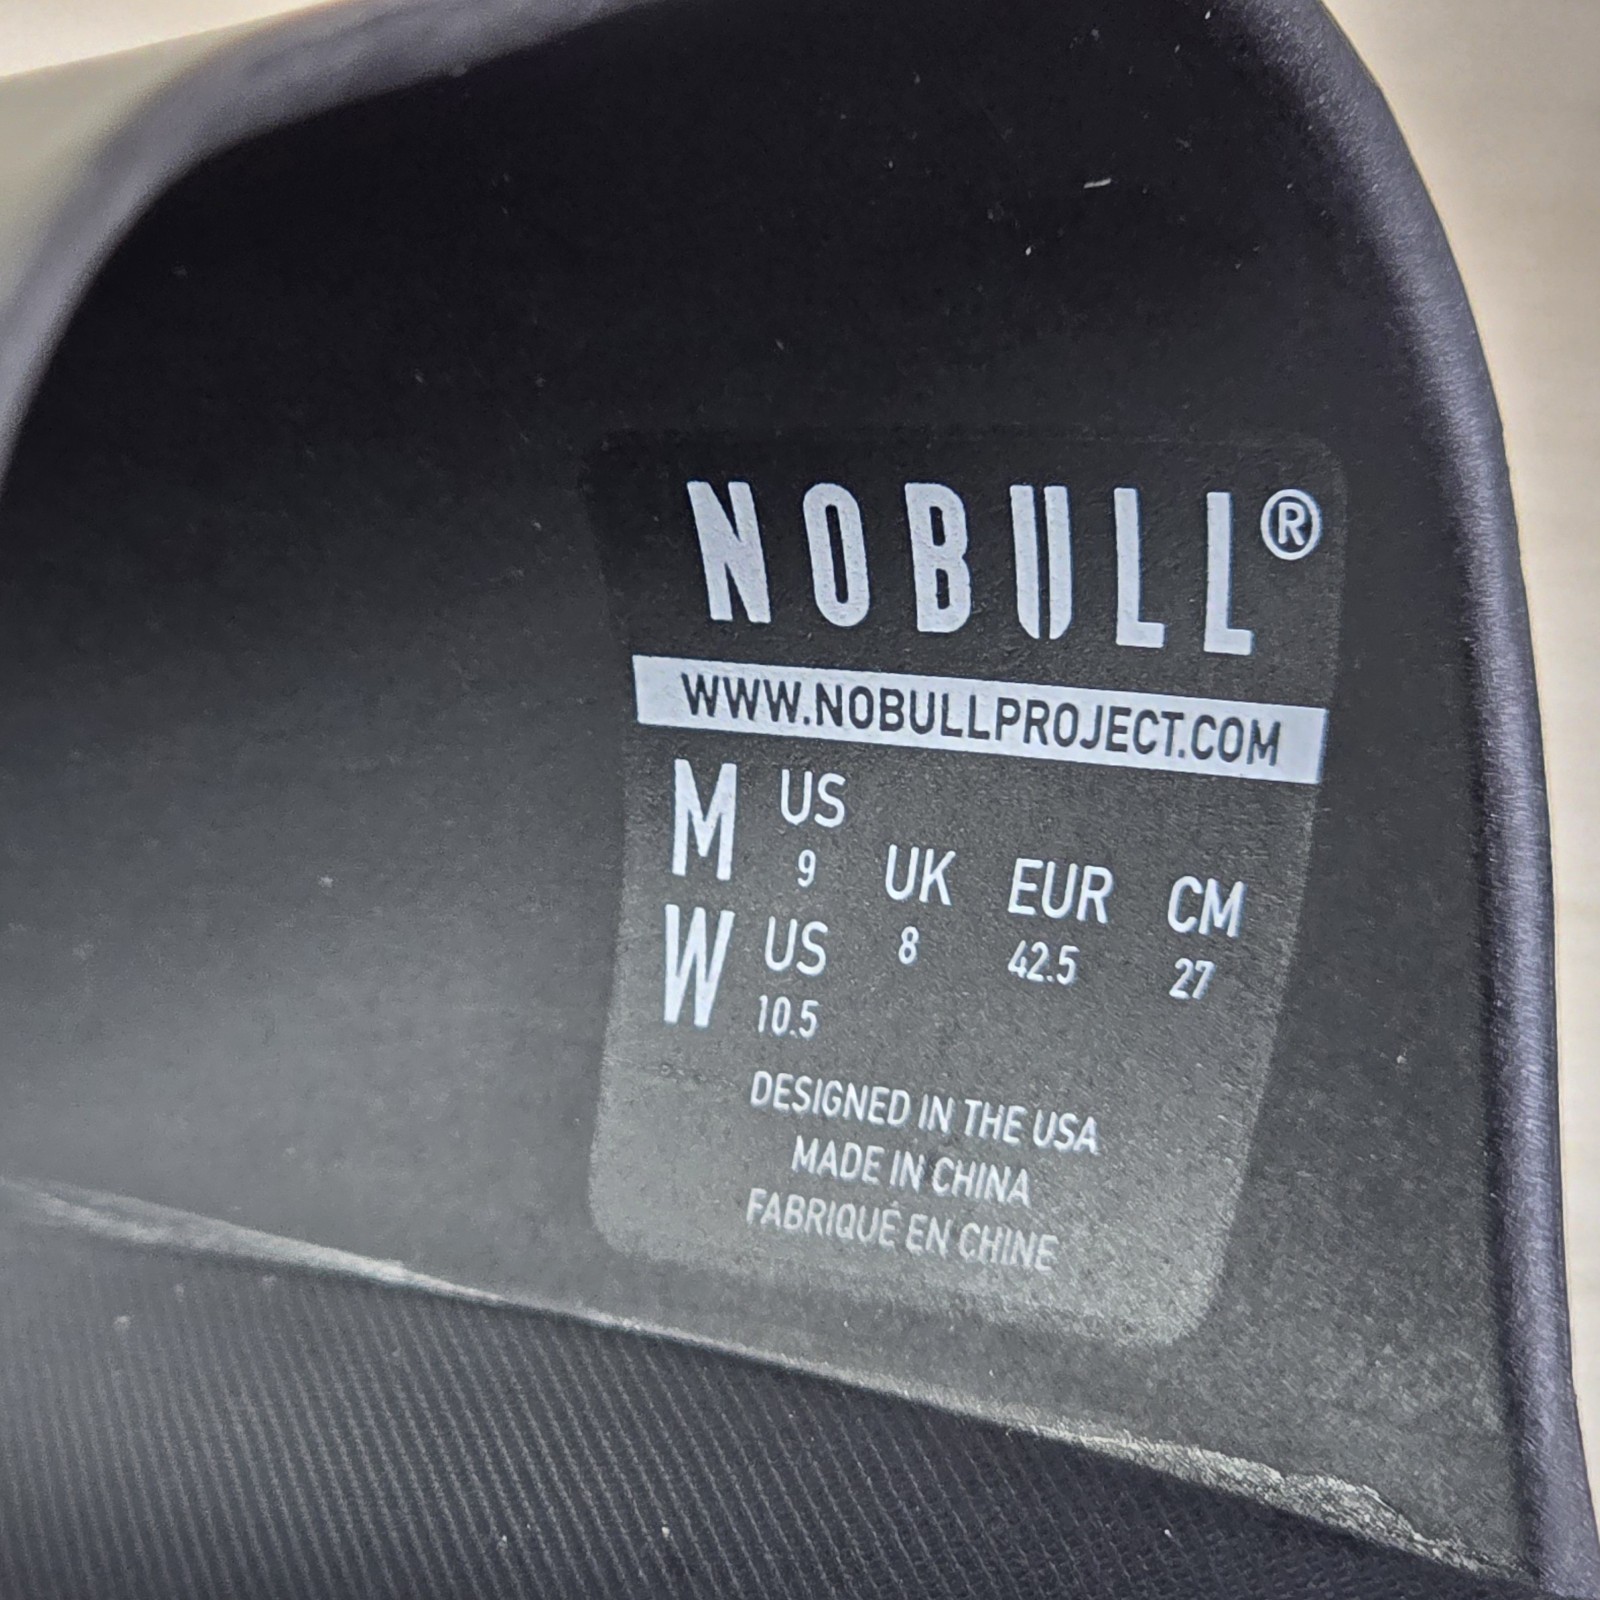 NOBULL®
WWW.NOBULLPROJECT.COM
M US 9
W US 10.5
UK 8
EUR 42.5
CM 27
DESIGNED IN THE USA
MADE IN CHINA
FABRIQUÉ EN CHINE